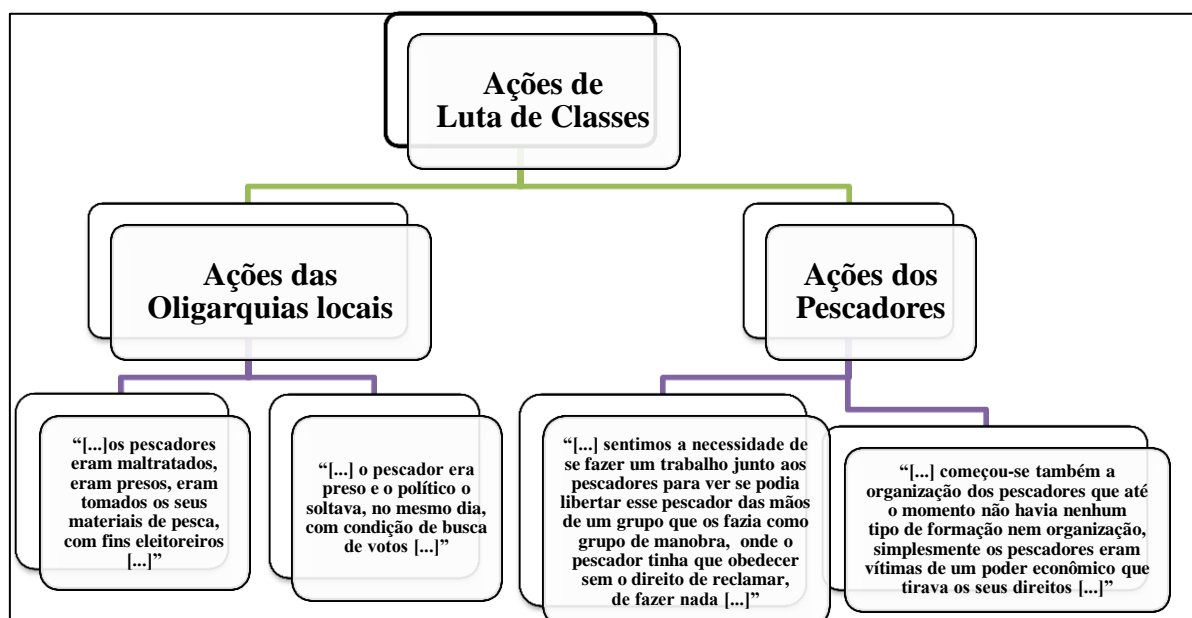 Ações de
Luta de Classes
Ações das
Oligarquias locais
Ações dos
Pescadores
“[...]os pescadores
eram maltratados,
eram presos, eram
tomados os seus
materiais de pesca,
com fins eleitoreiros
[...]”
“[...] o pescador era
preso e o político o
soltava, no mesmo dia,
com condição de busca
de votos [...]”
“[...] sentimos a necessidade de
se fazer um trabalho junto aos
pescadores para ver se podia
libertar esse pescador das mãos
de um grupo que os fazia como
grupo de manobra, onde o
pescador tinha que obedecer
sem o direito de reclamar,
de fazer nada [...]”
“[...] começou-se também a
organização dos pescadores que até
o momento não havia nenhum
tipo de formação nem organização,
simplesmente os pescadores eram
vítimas de um poder econômico que
tirava os seus direitos [...]”